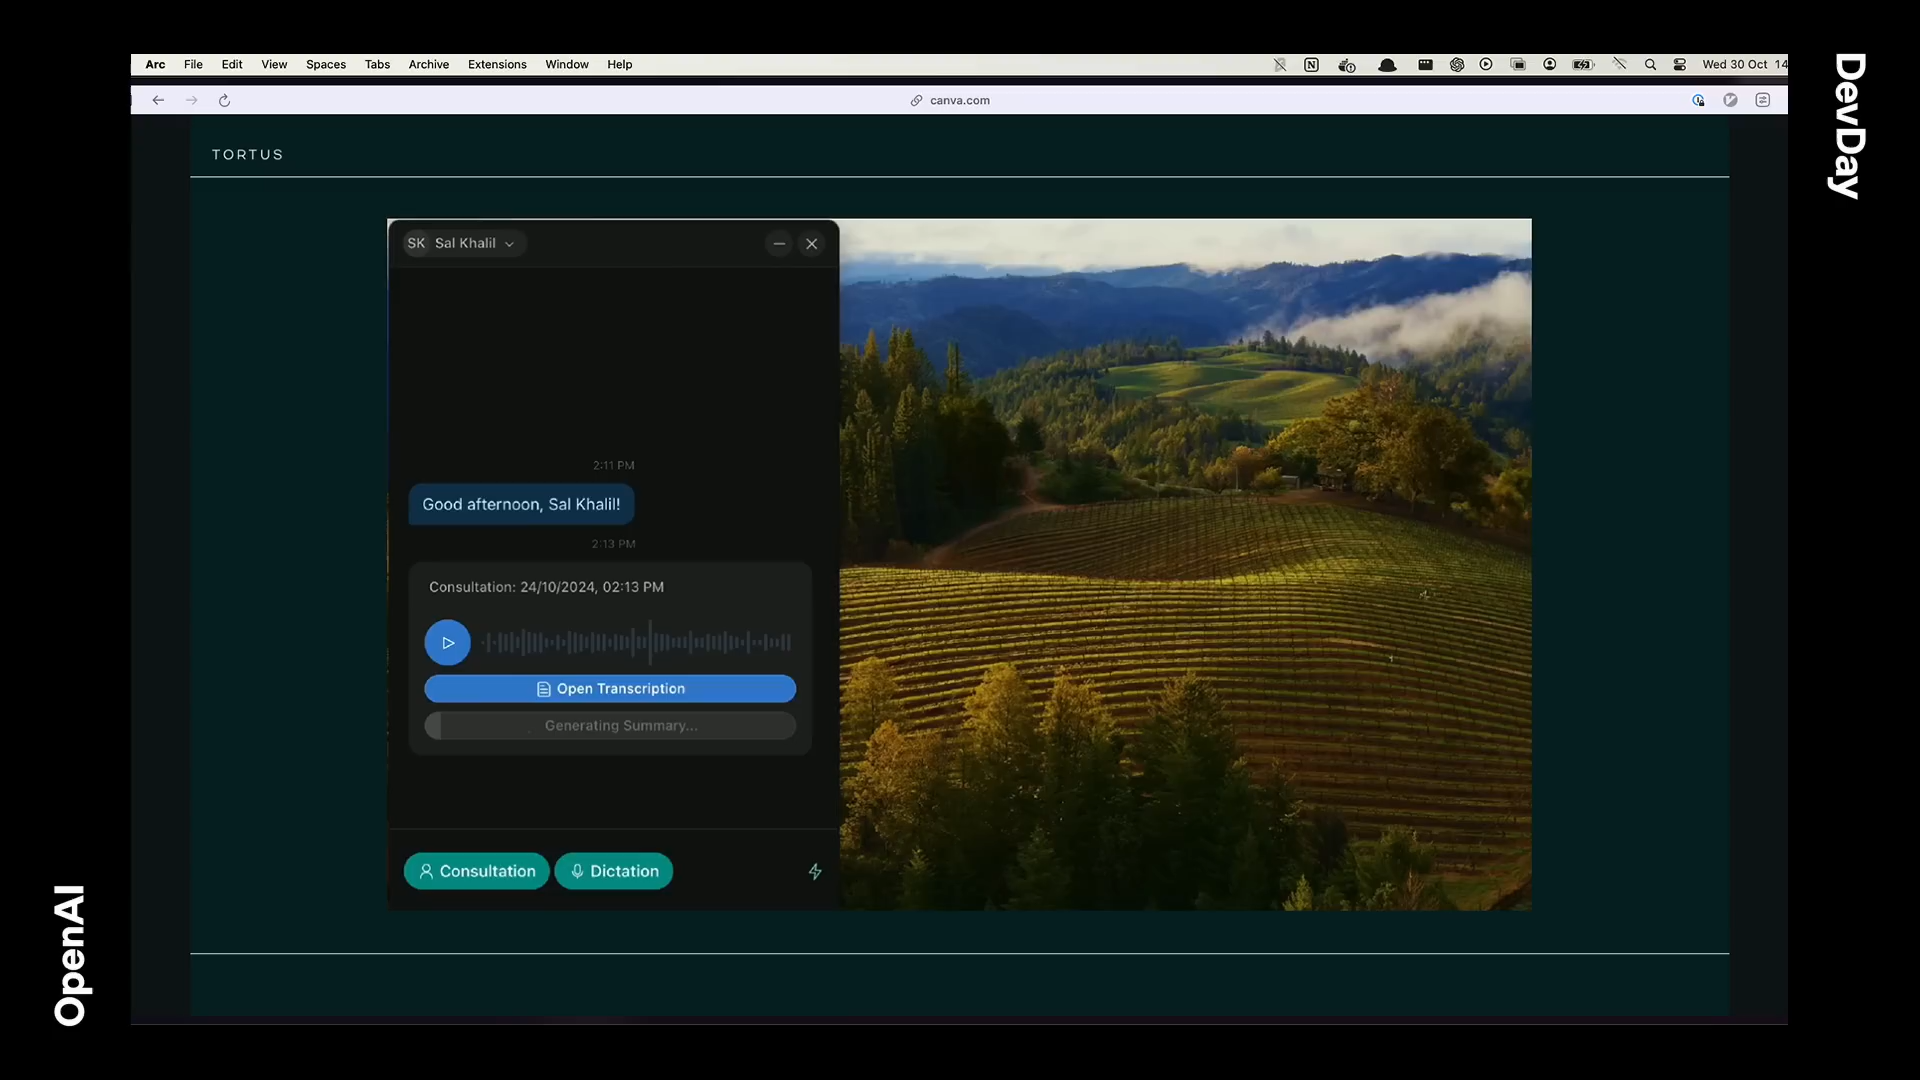 Arc File Edit View Spaces Tabs Archive Extensions Window Help Wed 30 Oct 14
canva.com
DevDay
TORTUS
SK Sal Khalil
2:11 PM
Good afternoon, Sal Khalil!
2:13 PM
Consultation: 24/10/2024, 02:13 PM
Open Transcription
Generating Summary...
Consultation Dictation
OpenAI